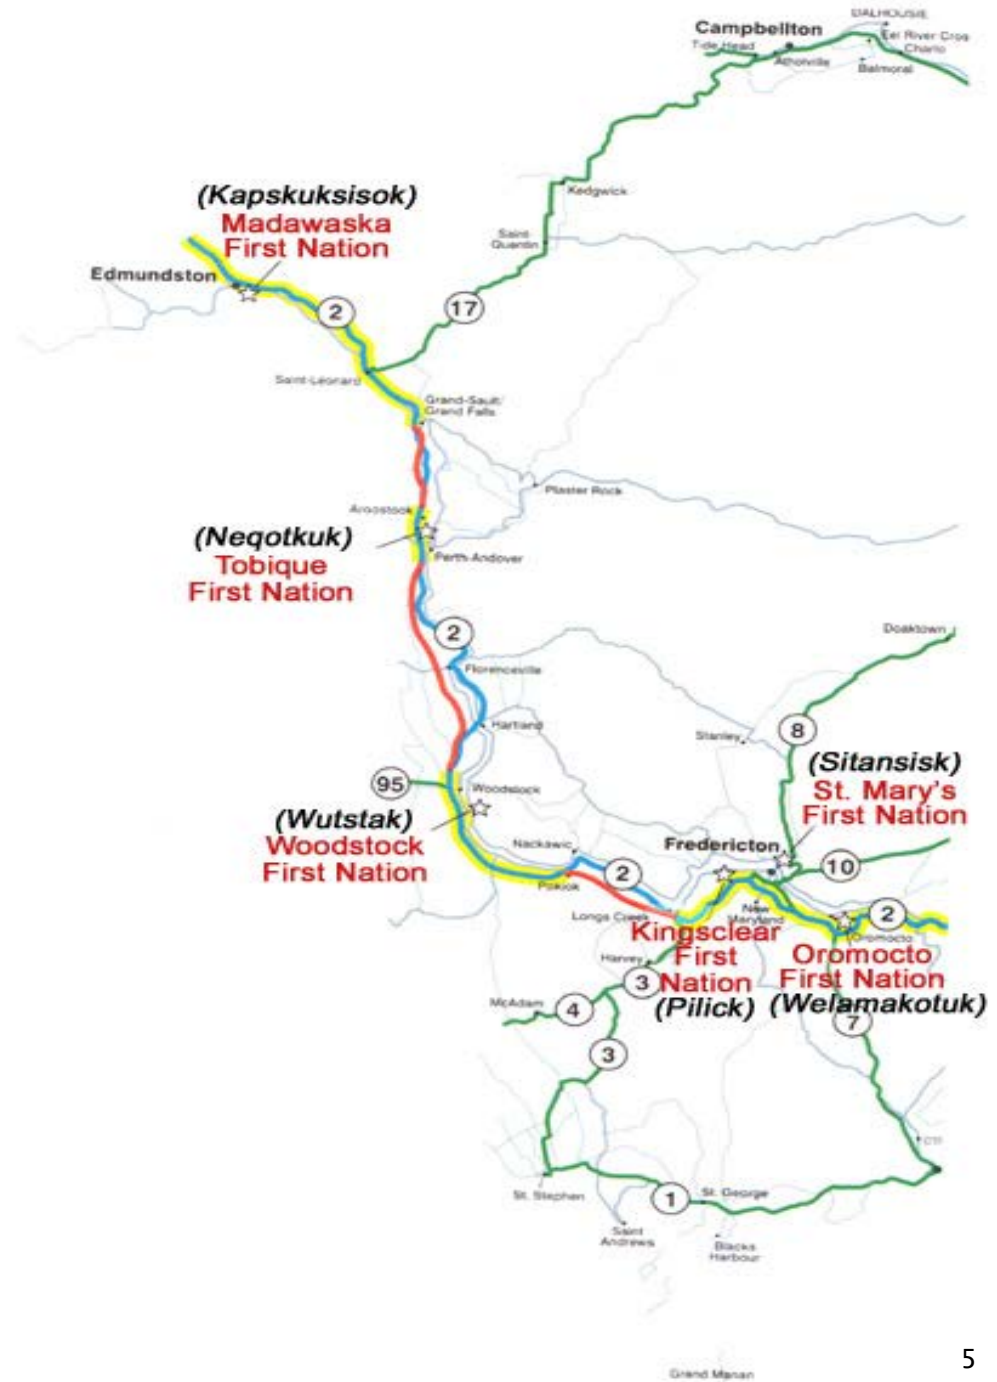 DALHOUSIE
Campbellton
Eel River Cros
Tide Head
Charlo
Atholville
Balmoral
Kedgwick
(Kapskuksisok)
Madawaska
First Nation
Saint-
Quentin
Edmundston
17
2
Saint-Léonard
Grand-Sault/
Grand Falls
Plaster Rock
Aroostook
(Neqotkuk)
Tobique
First Nation
Perth-Andover
2
Doaktown
Florenceville
Hartland
8
Stanley
(Sitansisk)
St. Mary's
First Nation
95
Woodstock
(Wutstak)
Woodstock
First Nation
Nackawic
Fredericton
10
2
Pokiok
Longs Creek
New
Maryland
2
Oromocto
Kingsclear
First
Nation
(Pilick)
Oromocto
First Nation
(Welamakotuk)
Harvey
3
McAdam
4
7
3
St. Stephen
1
St. George
Saint
Andrews
Blacks
Harbour
Grand Manan
5